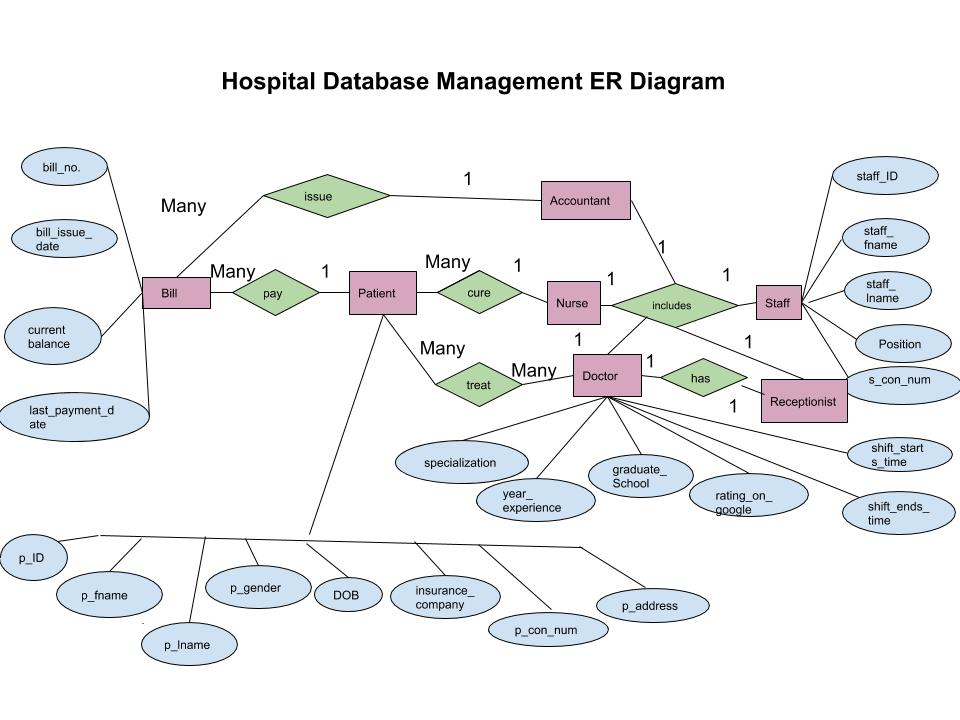 Hospital Database Management ER Diagram
bill_no.
staff_ID
issue
1
Accountant
Many
bill_issue_
date
staff_
fname
1
Many
1
Many
1
1
1
Bill
pay
Patient
cure
Nurse
includes
Staff
staff_
lname
current
balance
Many
1
1
Position
Many
treat
Doctor
1
has
1
Receptionist
s_con_num
last_payment_d
ate
specialization
graduate_
School
shift_start
s_time
year_
experience
rating_on_
google
shift_ends_
time
p_ID
p_fname
p_gender
DOB
insurance_
company
p_address
p_lname
p_con_num